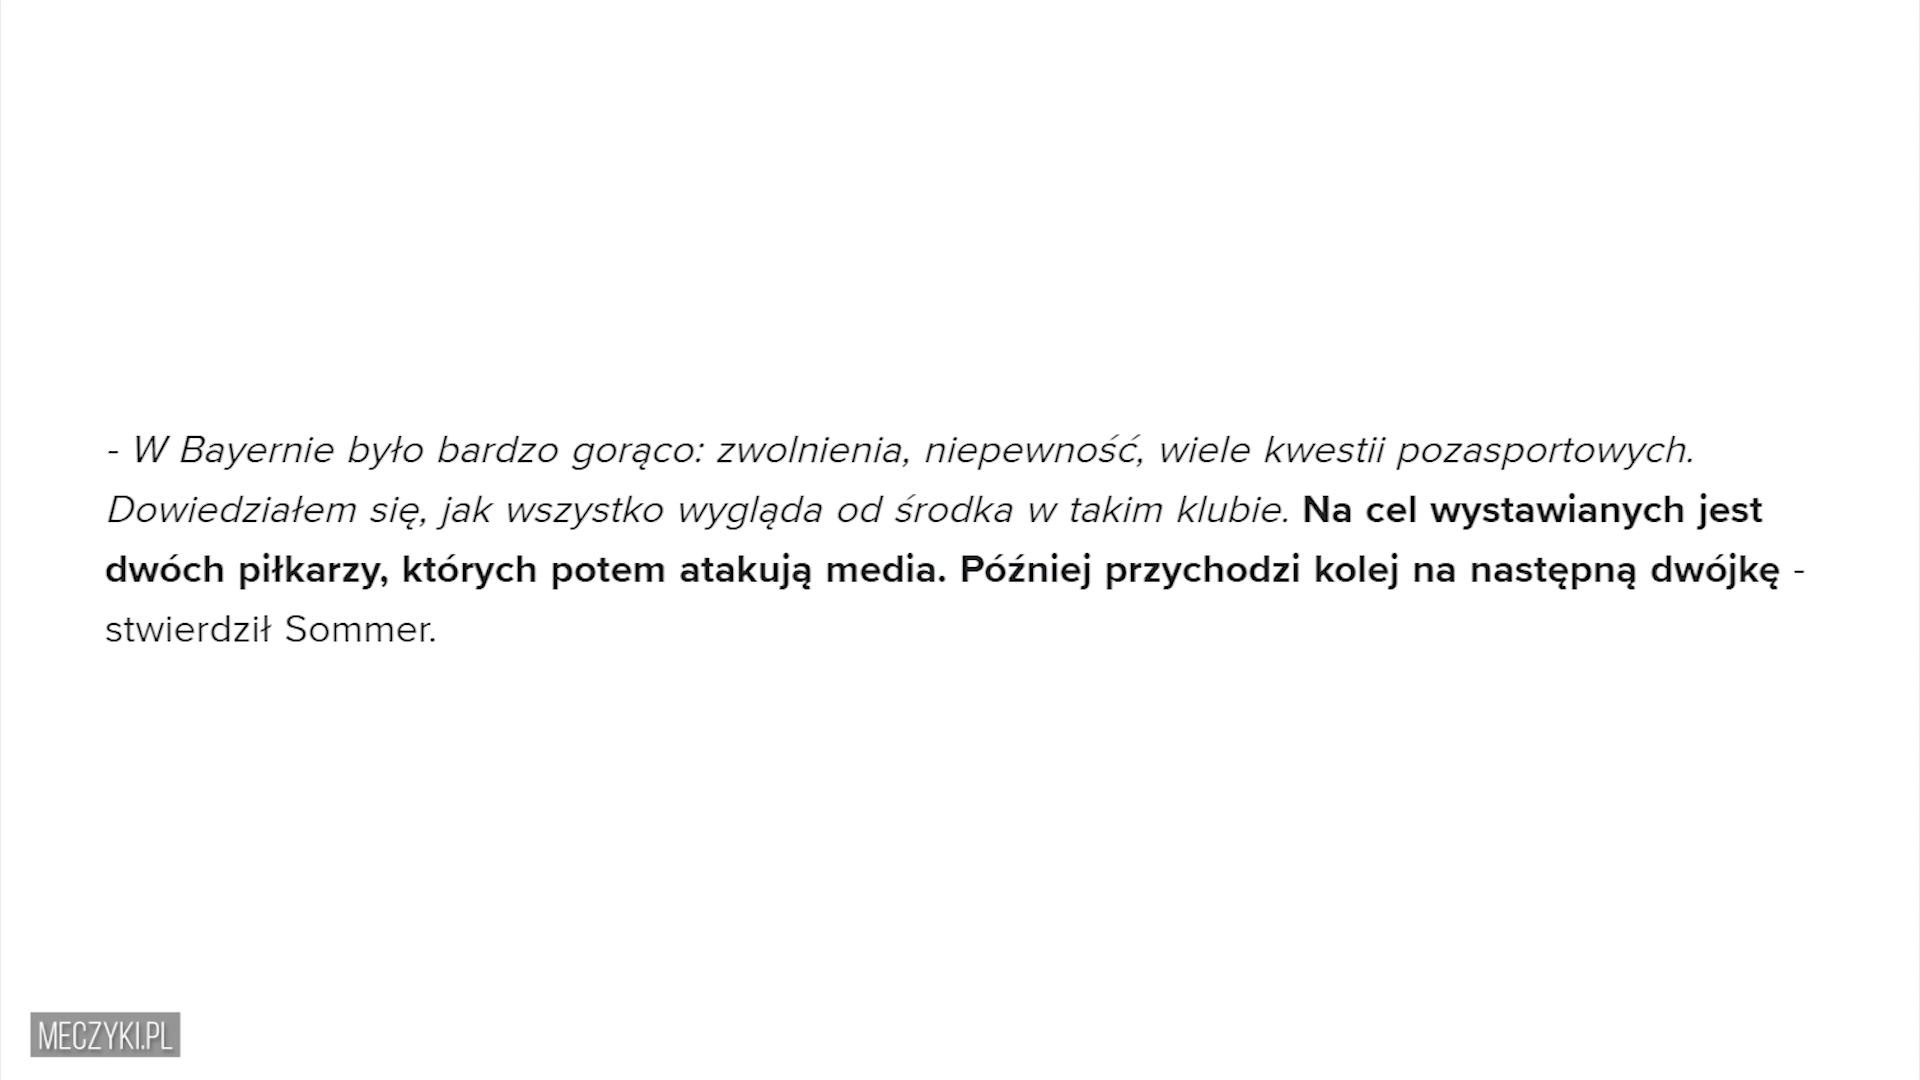 - W Bayernie było bardzo gorąco: zwolnienia, niepewność, wiele kwestii pozasportowych.
Dowiedziałem się, jak wszystko wygląda od środka w takim klubie. Na cel wystawianych jest
dwóch piłkarzy, których potem atakują media. Później przychodzi kolej na następną dwójkę -
stwierdził Sommer.
MECZYKI.PL